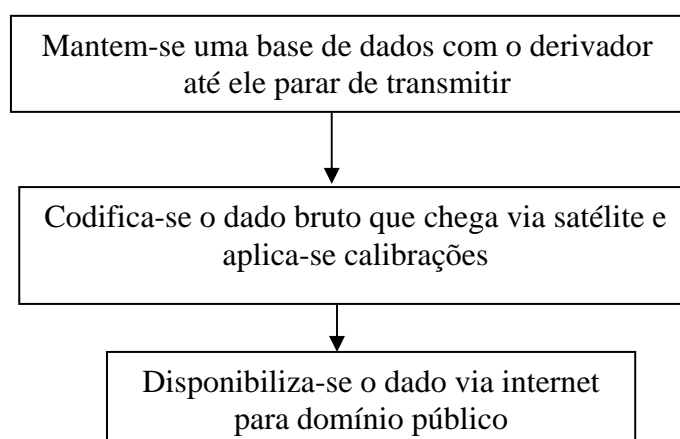 Mantem-se uma base de dados com o derivador
até ele parar de transmitir
Codifica-se o dado bruto que chega via satélite e
aplica-se calibrações
Disponibiliza-se o dado via internet
para domínio público